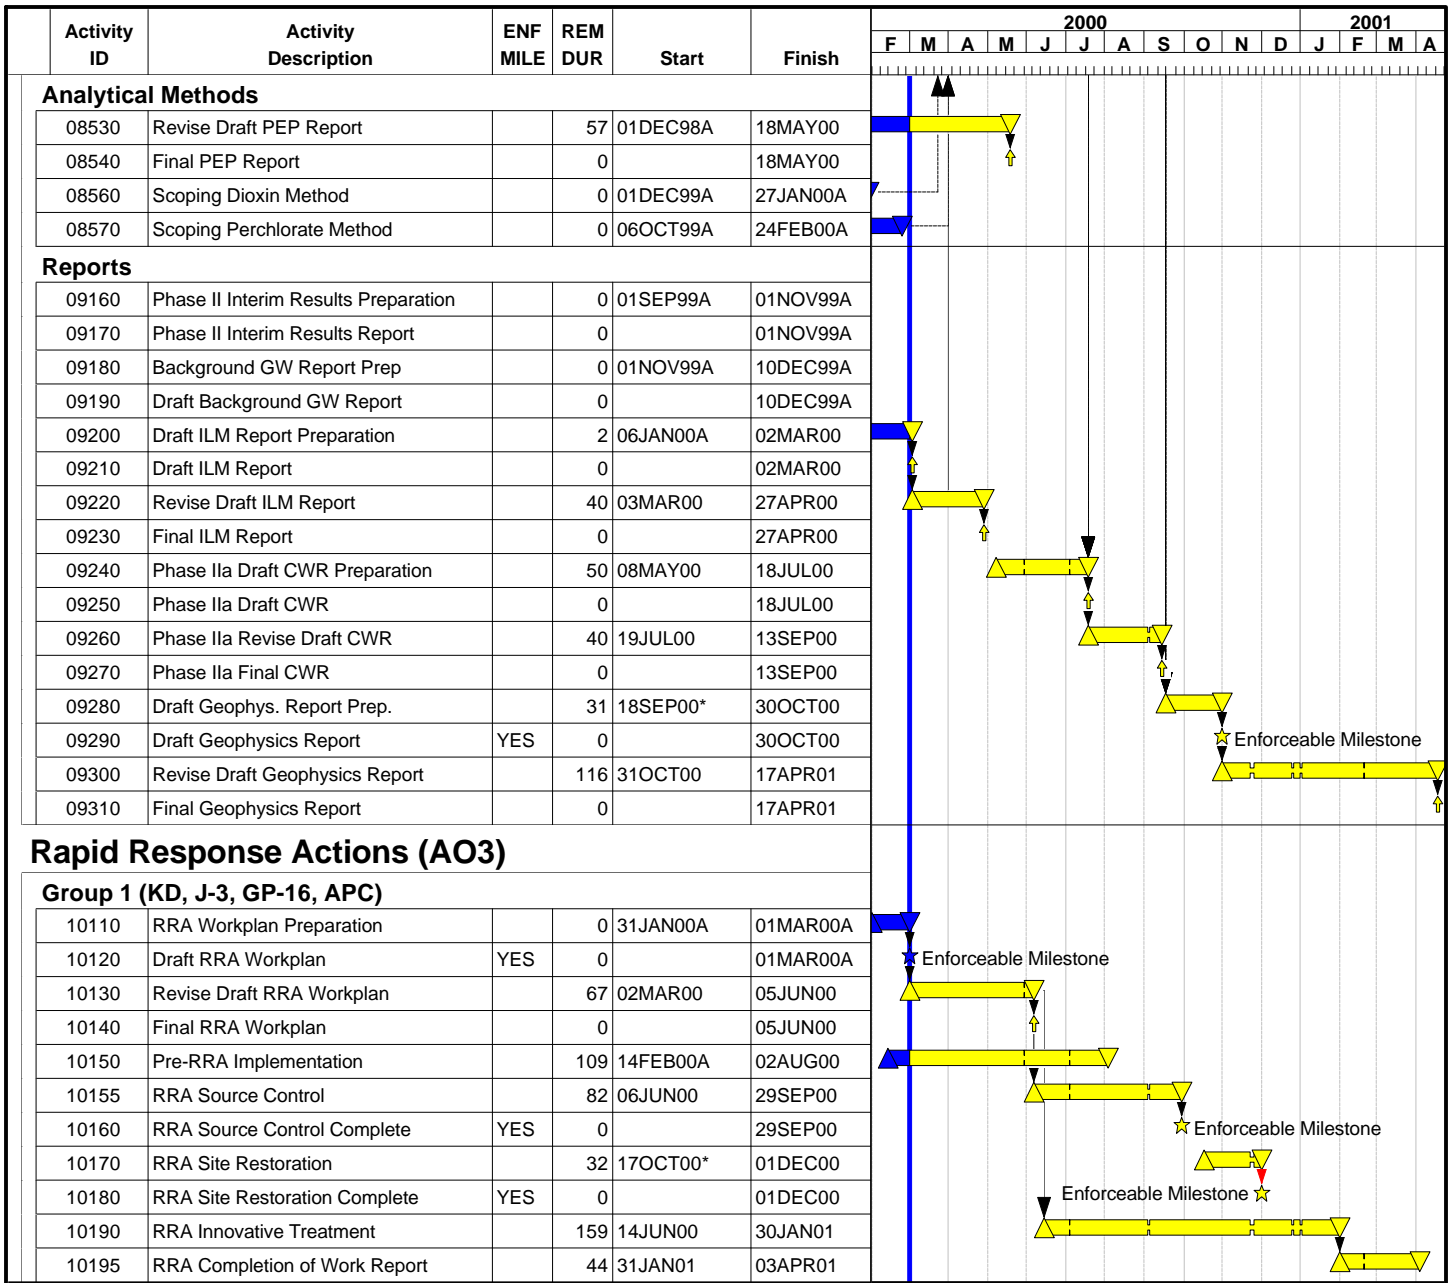 2000 2001
Activity Activity ENF REM
ID Description MILE DUR Start Finish
F M A M J J A S O N D J F M A
Analytical Methods
08530 Revise Draft PEP Report 57 01DEC98A 18MAY00
08540 Final PEP Report 0 18MAY00
08560 Scoping Dioxin Method 0 01DEC99A 27JAN00A
08570 Scoping Perchlorate Method 0 06OCT99A 24FEB00A
Reports
09160 Phase II Interim Results Preparation 0 01SEP99A 01NOV99A
09170 Phase II Interim Results Report 0 01NOV99A
09180 Background GW Report Prep 0 01NOV99A 10DEC99A
09190 Draft Background GW Report 0 10DEC99A
09200 Draft ILM Report Preparation 2 06JAN00A 02MAR00
09210 Draft ILM Report 0 02MAR00
09220 Revise Draft ILM Report 40 03MAR00 27APR00
09230 Final ILM Report 0 27APR00
09240 Phase IIa Draft CWR Preparation 50 08MAY00 18JUL00
09250 Phase IIa Draft CWR 0 18JUL00
09260 Phase IIa Revise Draft CWR 40 19JUL00 13SEP00
09270 Phase IIa Final CWR 0 13SEP00
09280 Draft Geophys. Report Prep. 31 18SEP00* 30OCT00
09290 Draft Geophysics Report YES 0 30OCT00 Enforceable Milestone
09300 Revise Draft Geophysics Report 116 31OCT00 17APR01
09310 Final Geophysics Report 0 17APR01
Rapid Response Actions (AO3)
Group 1 (KD, J-3, GP-16, APC)
10110 RRA Workplan Preparation 0 31JAN00A 01MAR00A
10120 Draft RRA Workplan YES 0 01MAR00A Enforceable Milestone
10130 Revise Draft RRA Workplan 67 02MAR00 05JUN00
10140 Final RRA Workplan 0 05JUN00
10150 Pre-RRA Implementation 109 14FEB00A 02AUG00
10155 RRA Source Control 82 06JUN00 29SEP00
10160 RRA Source Control Complete YES 0 29SEP00 Enforceable Milestone
10170 RRA Site Restoration 32 17OCT00* 01DEC00
10180 RRA Site Restoration Complete YES 0 01DEC00 Enforceable Milestone
10190 RRA Innovative Treatment 159 14JUN00 30JAN01
10195 RRA Completion of Work Report 44 31JAN01 03APR01